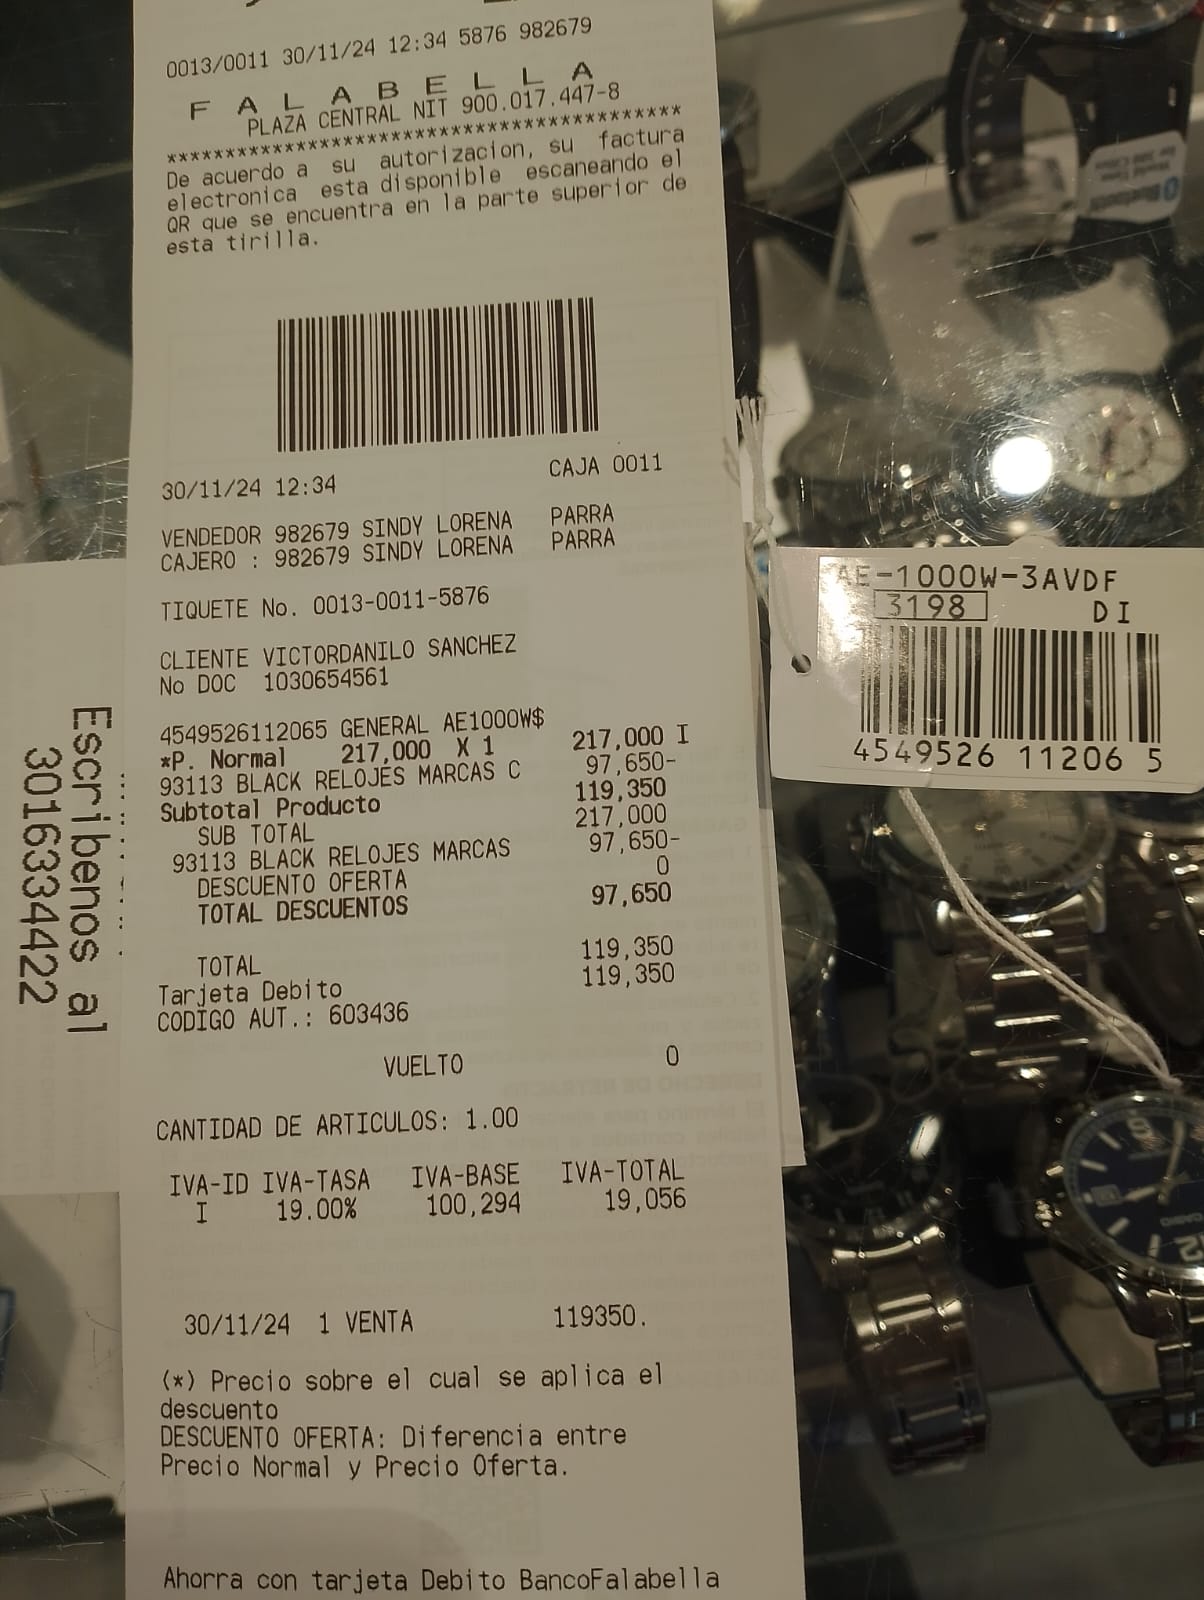 0013/0011 30/11/24 12:34 5876 982679
F A L A B E L L A
PLAZA CENTRAL NIT 900.017.447-8
********************************************
De acuerdo a su autorizacion, su factura
electronica esta disponible escaneando el
QR que se encuentra en la parte superior de
esta tirilla.
30/11/24 12:34 CAJA 0011
VENDEDOR 982679 SINDY LORENA PARRA
CAJERO : 982679 SINDY LORENA PARRA
TIQUETE No. 0013-0011-5876
CLIENTE VICTORDANILO SANCHEZ
No DOC 1030654561
4549526112065 GENERAL AE1000W$
*P. Normal 217,000 X 1 217,000 I
93113 BLACK RELOJES MARCAS C 97,650-
Subtotal Producto 119,350
SUB TOTAL 217,000
93113 BLACK RELOJES MARCAS 97,650-
DESCUENTO OFERTA 0
TOTAL DESCUENTOS 97,650
TOTAL 119,350
Tarjeta Debito 119,350
CODIGO AUT.: 603436
VUELTO 0
CANTIDAD DE ARTICULOS: 1.00
IVA-ID IVA-TASA IVA-BASE IVA-TOTAL
I 19.00% 100,294 19,056
30/11/24 1 VENTA 119350.
(*) Precio sobre el cual se aplica el
descuento
DESCUENTO OFERTA: Diferencia entre
Precio Normal y Precio Oferta.
Ahorra con tarjeta Debito BancoFalabella
Escribenos al
3016334422
AE-1000W-3AVDF
3198 DI
4549526 11206 5
CASIO